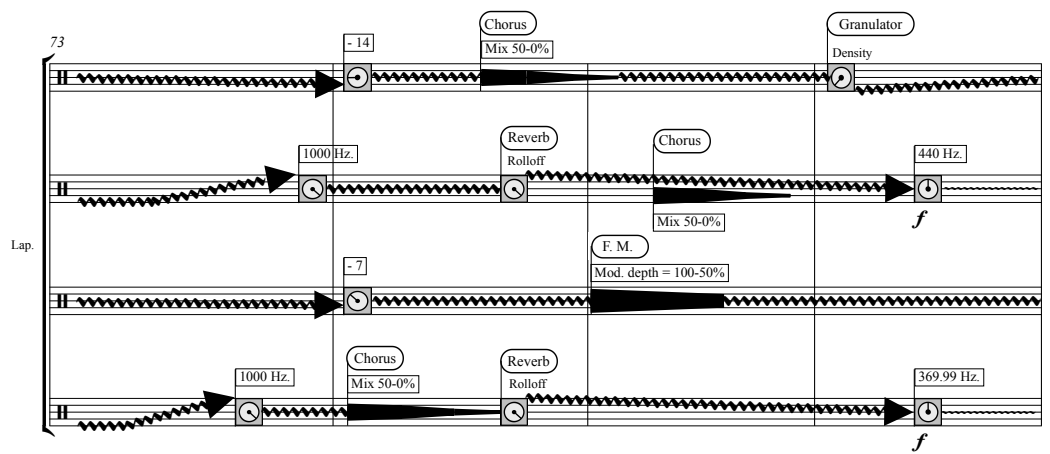 73
- 14
Chorus
Mix 50-0%
Granulator
Density
1000 Hz.
Reverb
Rolloff
Chorus
Mix 50-0%
440 Hz.
f
Lap.
- 7
F. M.
Mod. depth = 100-50%
1000 Hz.
Chorus
Mix 50-0%
Reverb
Rolloff
369.99 Hz.
f